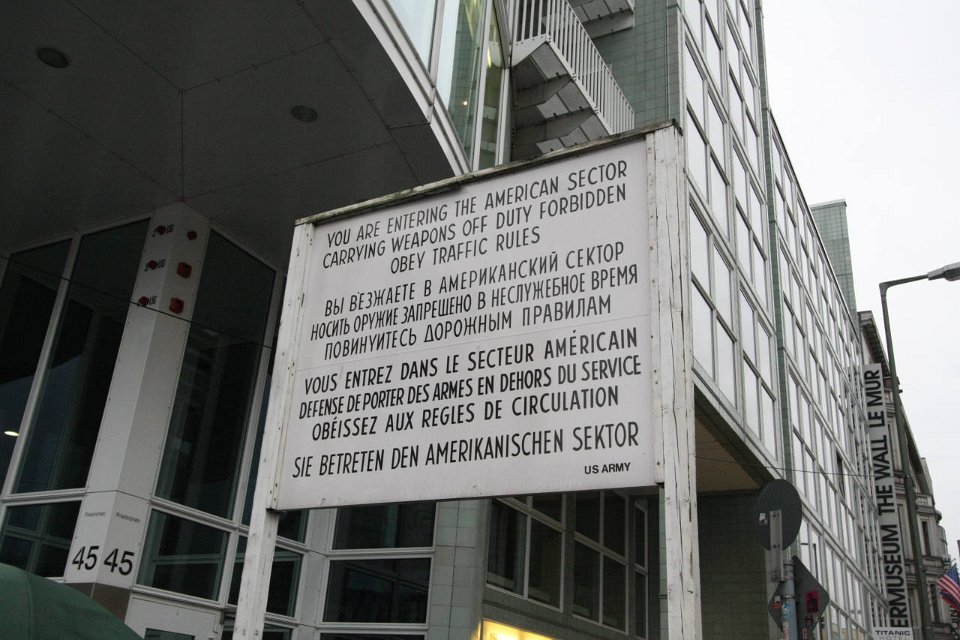 YOU ARE ENTERING THE AMERICAN SECTOR
CARRYING WEAPONS OFF DUTY FORBIDDEN
OBEY TRAFFIC RULES
ВЫ ВЕЗЖАЕТЕ В АМЕРИКАНСКИЙ СЕКТОР
НОСИТЬ ОРУЖИЕ ЗАПРЕЩЕНО В НЕСЛУЖЕБНОЕ ВРЕМЯ
ПОВИНУИТЕСЬ ДОРОЖНЫМ ПРАВИЛАМ
VOUS ENTREZ DANS LE SECTEUR AMÉRICAIN
DEFENSE DE PORTER DES ARMES EN DEHORS DU SERVICE
OBÉISSEZ AUX REGLES DE CIRCULATION
SIE BETRETEN DEN AMERIKANISCHEN SEKTOR
US ARMY
45 45
ERMUSEUM THE WALL LE MUR
TITANIC